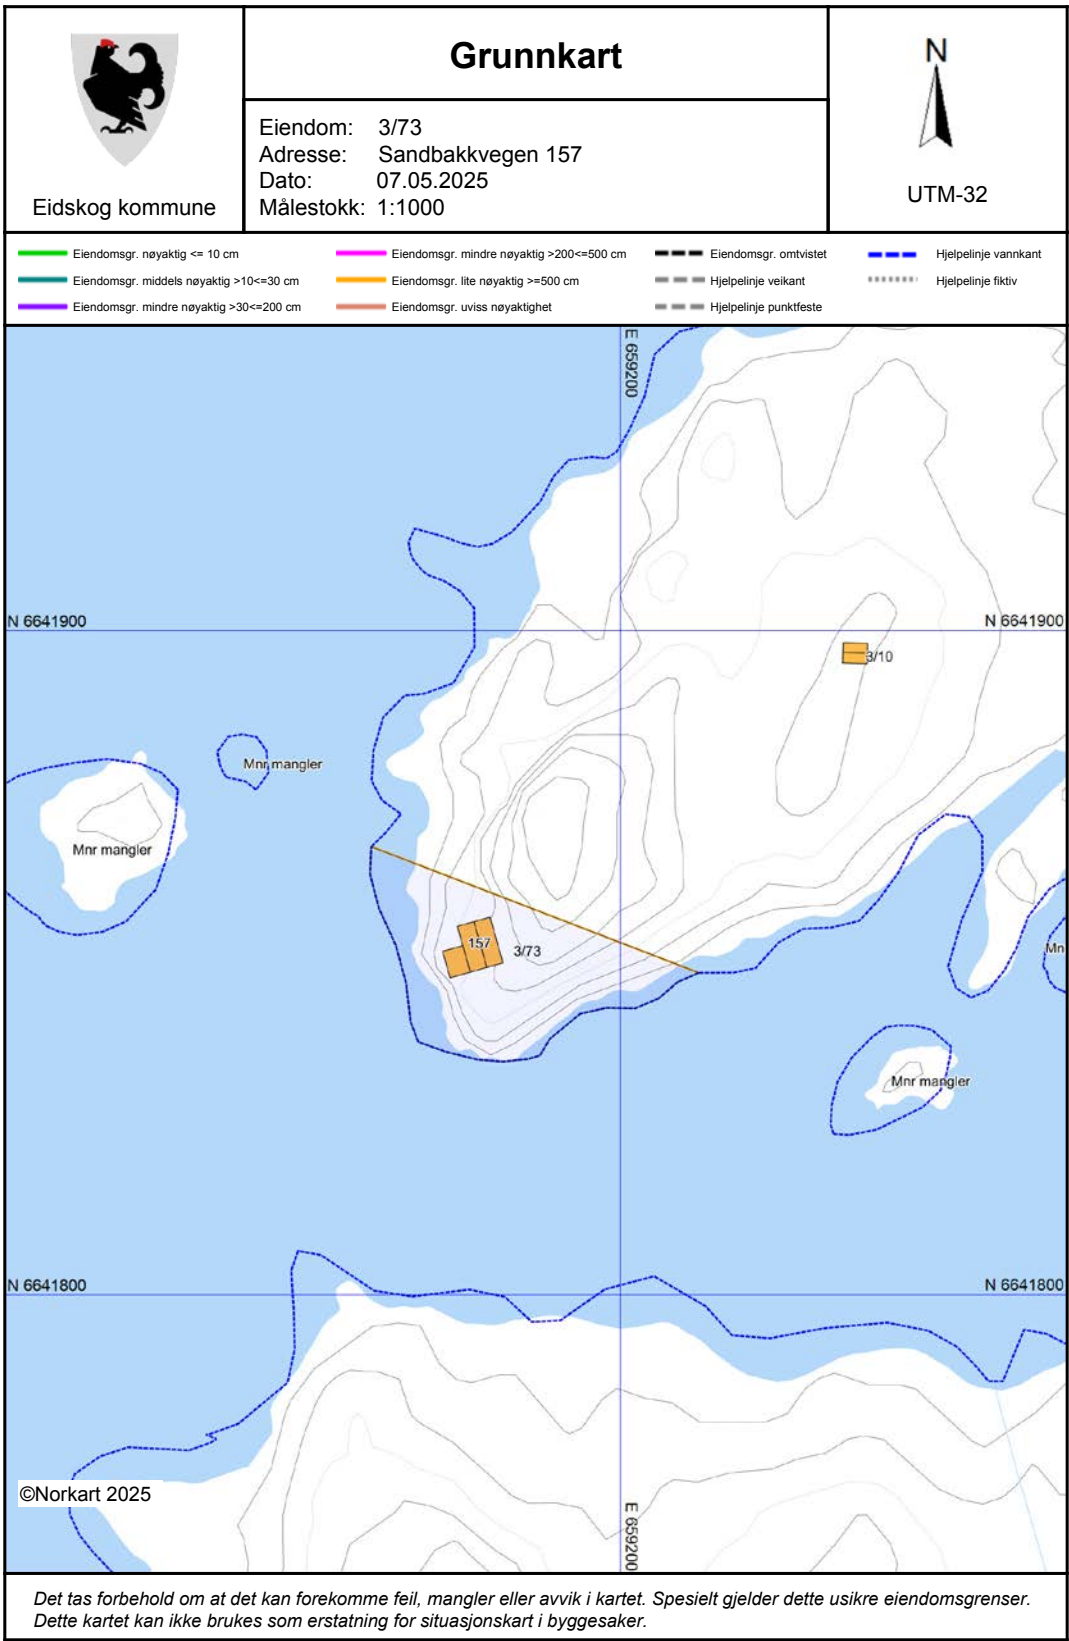 Grunnkart
N
Eiendom: 3/73
Adresse: Sandbakkvegen 157
Dato: 07.05.2025
Målestokk: 1:1000
Eidskog kommune
UTM-32
Eiendomsgr. nøyaktig <= 10 cm
Eiendomsgr. middels nøyaktig >10<=30 cm
Eiendomsgr. mindre nøyaktig >30<=200 cm
Eiendomsgr. mindre nøyaktig >200<=500 cm
Eiendomsgr. lite nøyaktig >=500 cm
Eiendomsgr. uviss nøyaktighet
Eiendomsgr. omtvistet
Hjelpelinje veikant
Hjelpelinje punktfeste
Hjelpelinje vannkant
Hjelpelinje fiktiv
E 659200
N 6641900
N 6641900
3/10
Mnr mangler
Mnr mangler
157
3/73
Mn
Mnr mangler
N 6641800
N 6641800
©Norkart 2025
E 659200
Det tas forbehold om at det kan forekomme feil, mangler eller avvik i kartet. Spesielt gjelder dette usikre eiendomsgrenser.
Dette kartet kan ikke brukes som erstatning for situasjonskart i byggesaker.